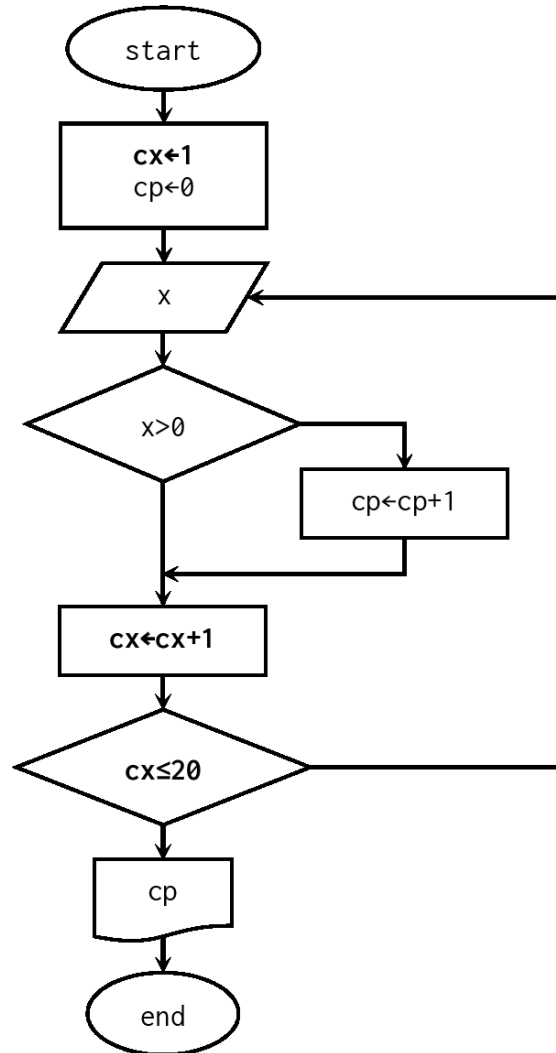 start
cx←1
cp←0
x
x>0
cp←cp+1
cx←cx+1
cx≤20
cp
end